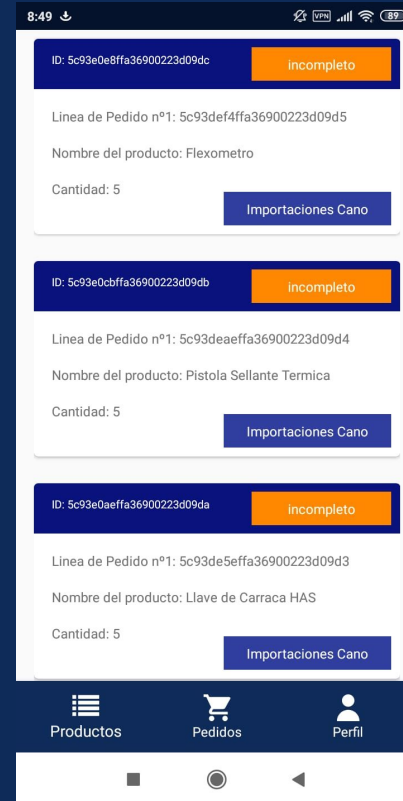 8:49 VPN 89
ID: 5c93e0e8ffa36900223d09dc incompleto
Linea de Pedido nº1: 5c93def4ffa36900223d09d5
Nombre del producto: Flexometro
Cantidad: 5
Importaciones Cano
ID: 5c93e0cbffa36900223d09db incompleto
Linea de Pedido nº1: 5c93deaeffa36900223d09d4
Nombre del producto: Pistola Sellante Termica
Cantidad: 5
Importaciones Cano
ID: 5c93e0aeffa36900223d09da incompleto
Linea de Pedido nº1: 5c93de5effa36900223d09d3
Nombre del producto: Llave de Carraca HAS
Cantidad: 5
Importaciones Cano
Productos Pedidos Perfil